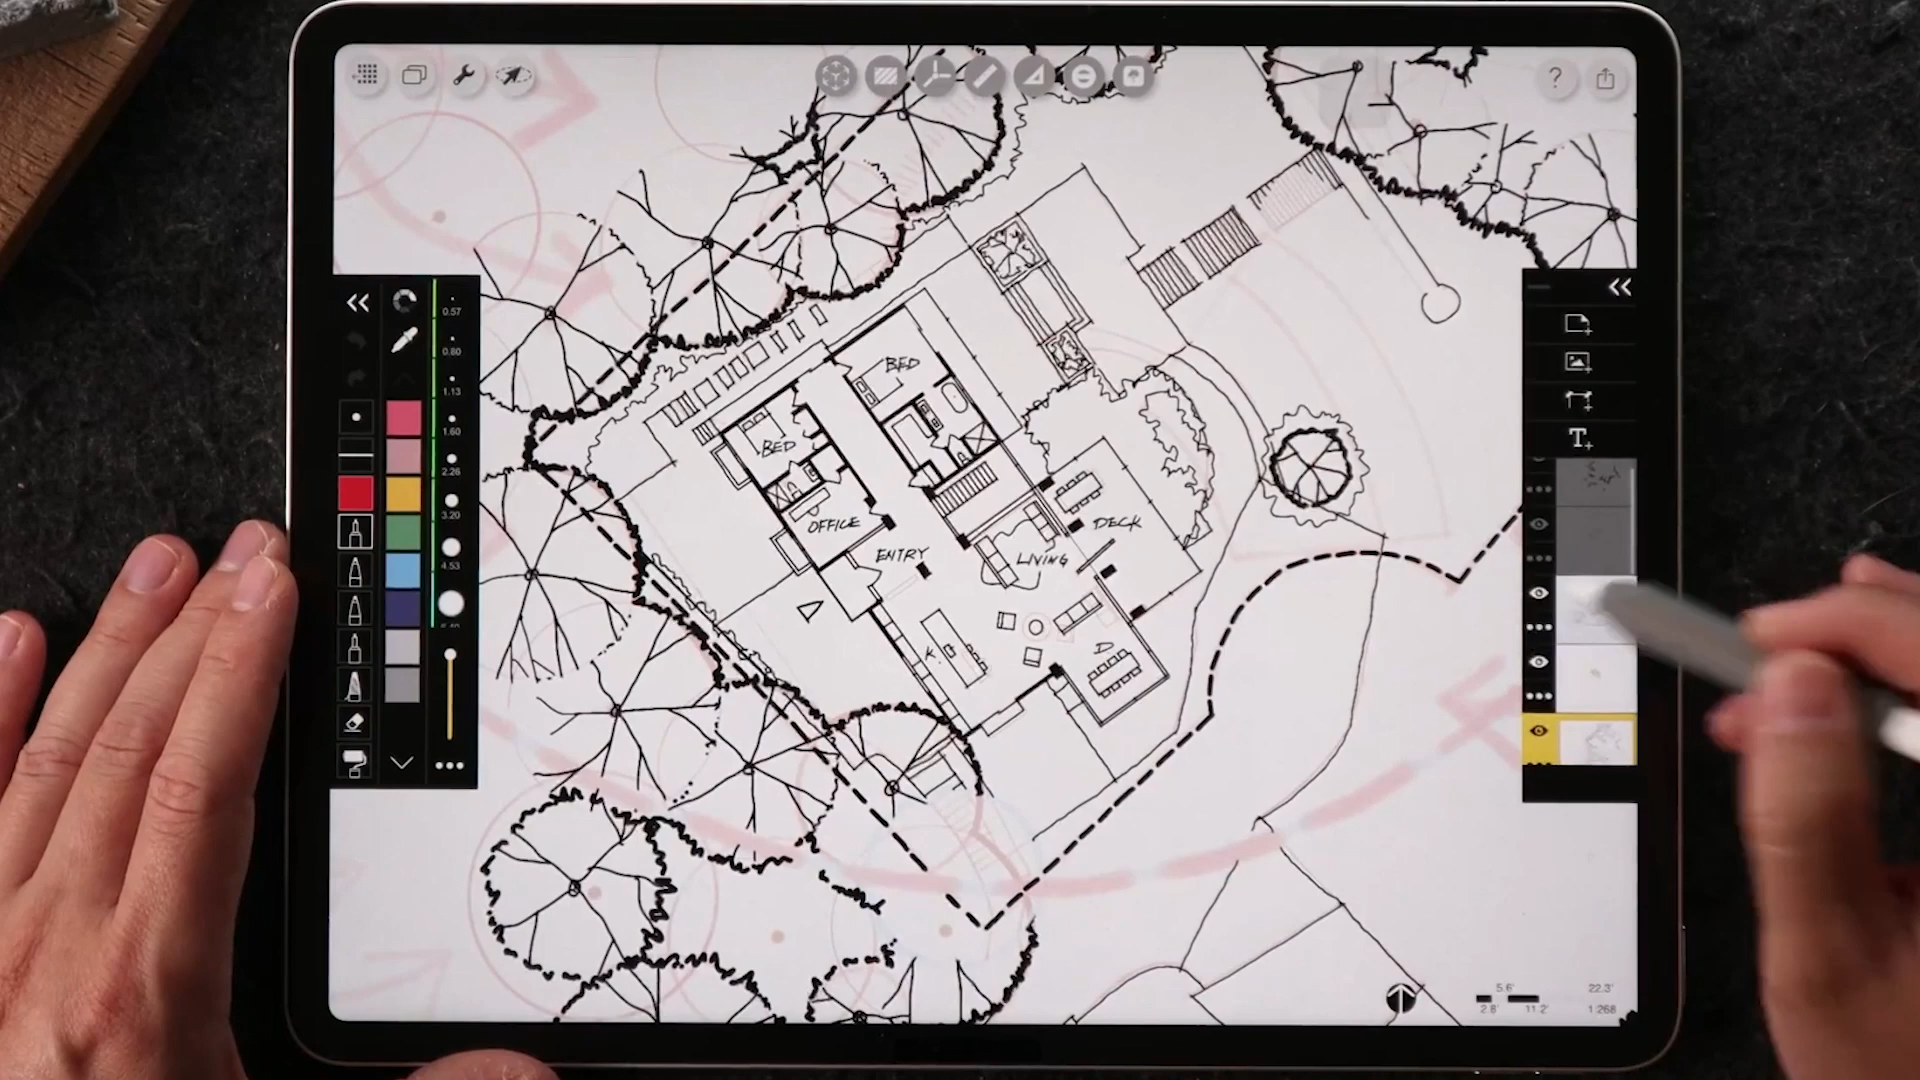 ?
0.57
0.80
1.13
1.60
2.26
3.20
4.53
T+
BED
BED
OFFICE
DECK
ENTRY
LIVING
K.
D
5.6' 22.3'
2.8' 11.2' 1:268